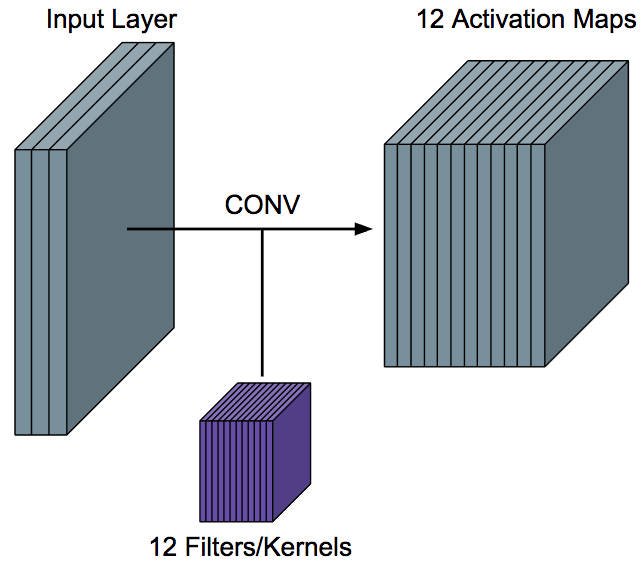 Input Layer
12 Activation Maps
CONV
12 Filters/Kernels